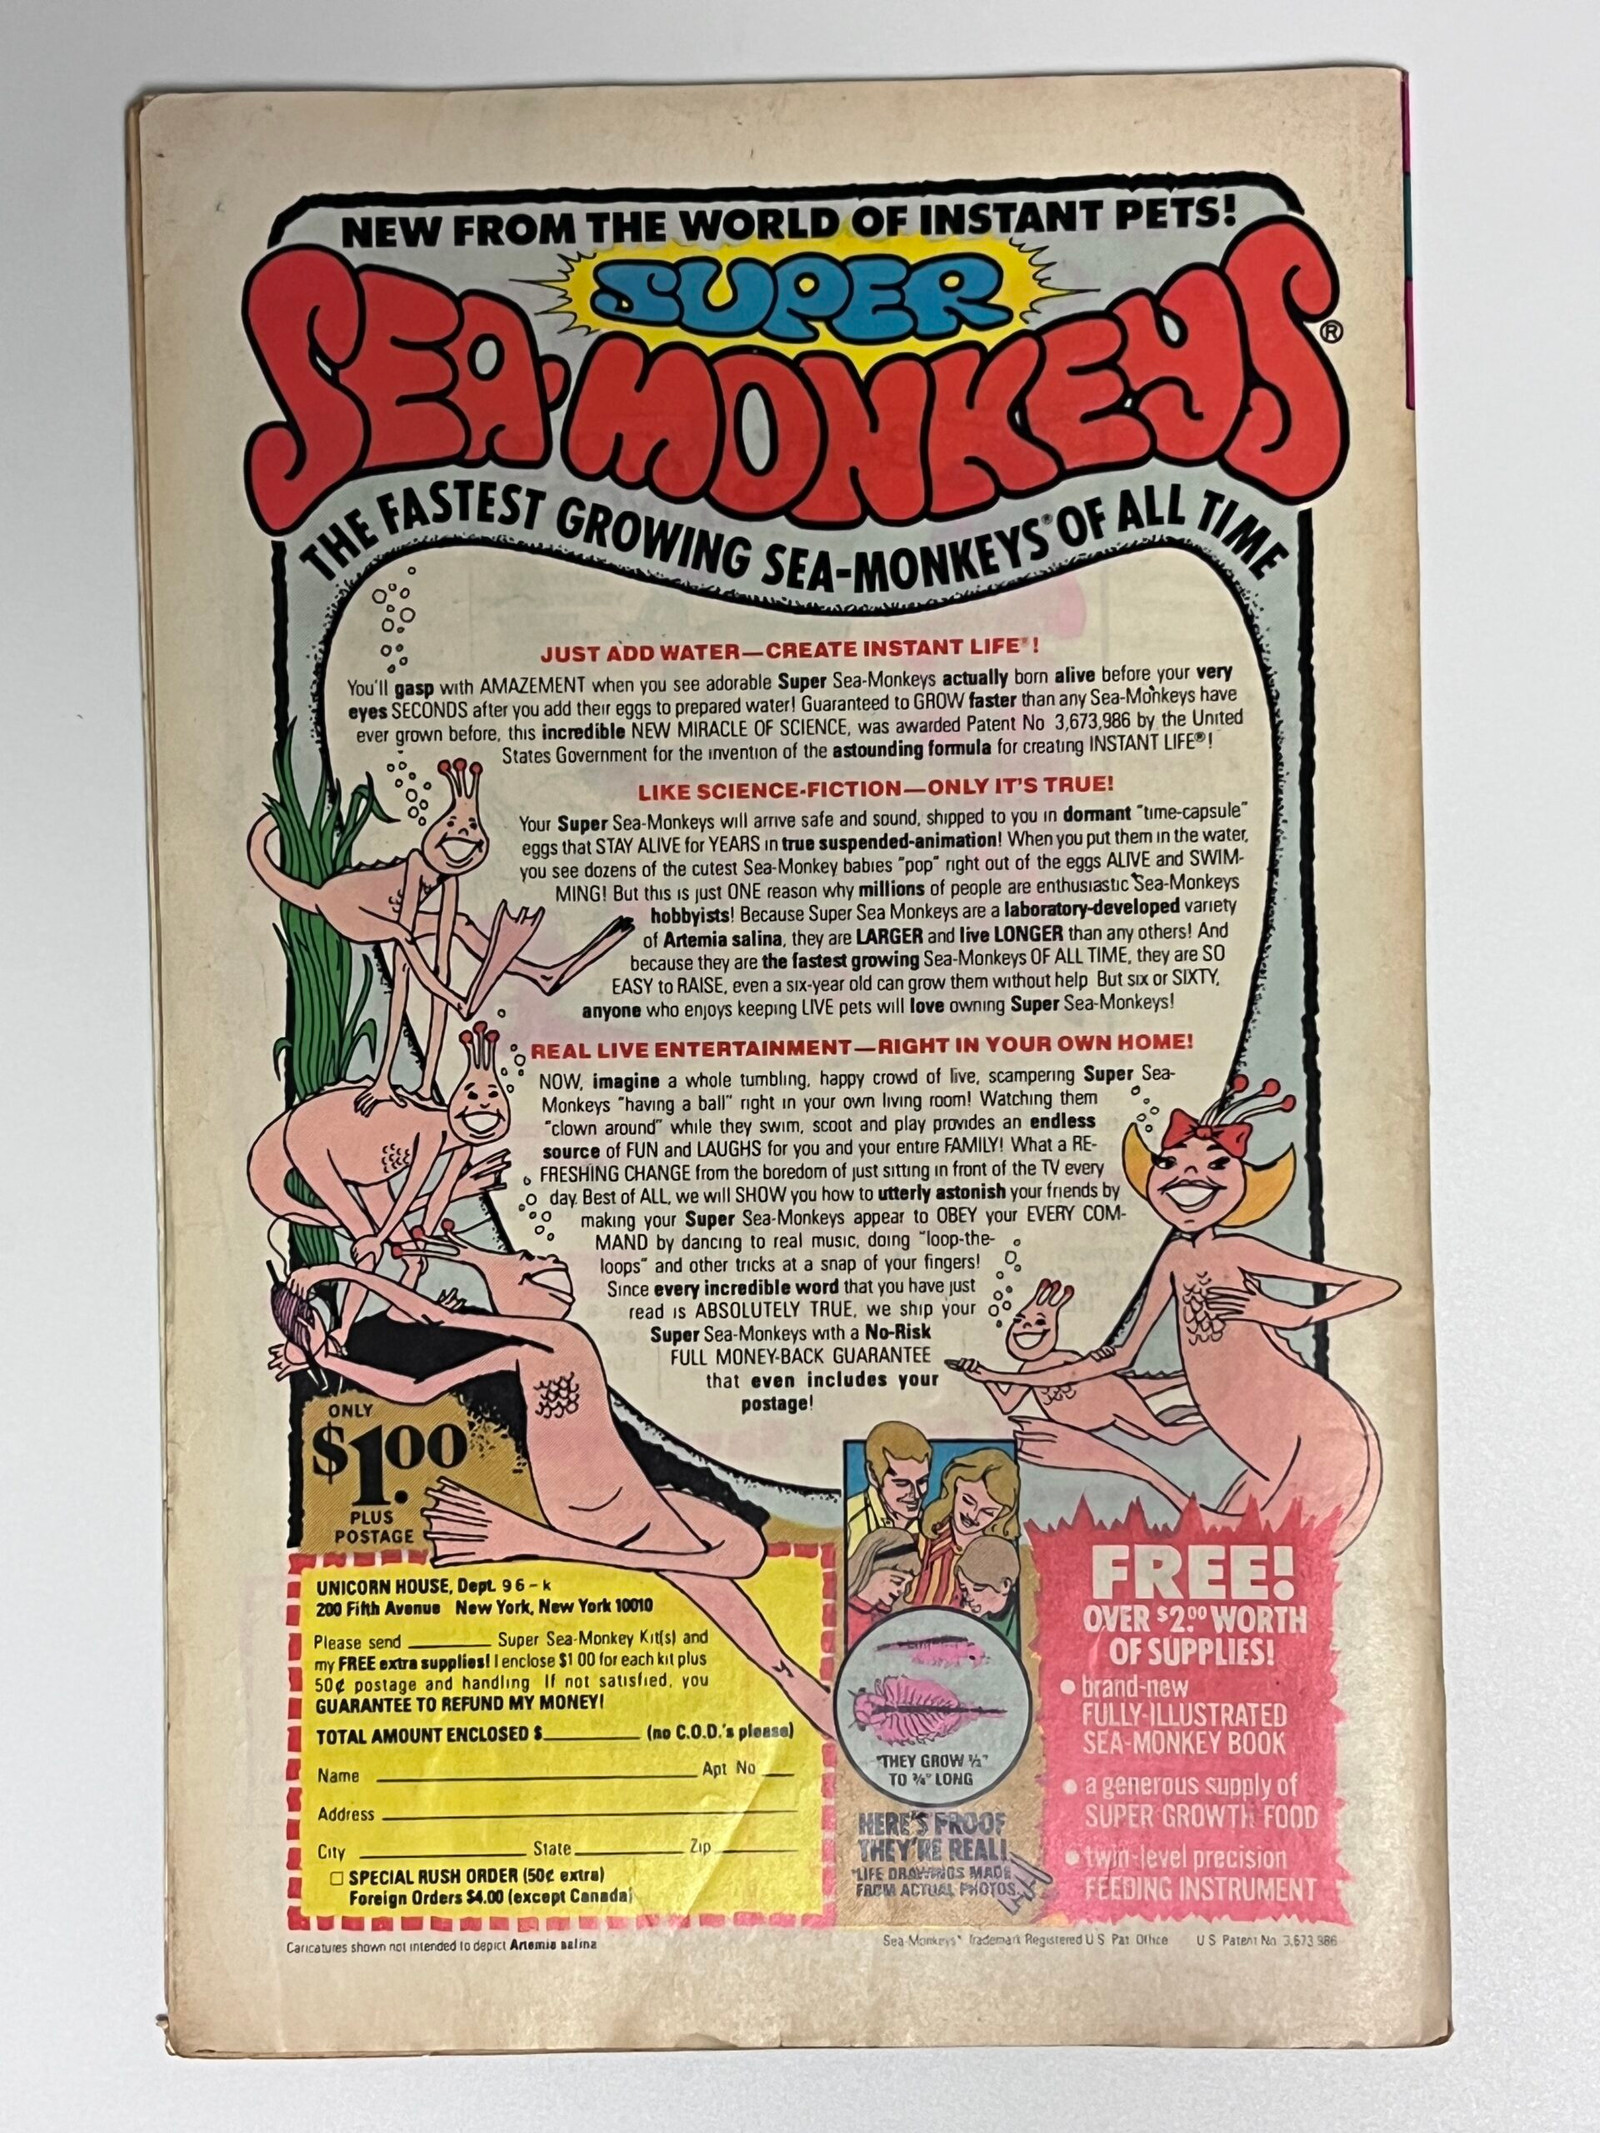 NEW FROM THE WORLD OF INSTANT PETS!
SUPER
SEA-MONKEYS®
THE FASTEST GROWING SEA-MONKEYS® OF ALL TIME
JUST ADD WATER—CREATE INSTANT LIFE®!
You'll gasp with AMAZEMENT when you see adorable Super Sea-Monkeys actually born alive before your very
eyes SECONDS after you add their eggs to prepared water! Guaranteed to GROW faster than any Sea-Monkeys have
ever grown before, this incredible NEW MIRACLE OF SCIENCE, was awarded Patent No 3,673,986 by the United
States Government for the invention of the astounding formula for creating INSTANT LIFE®!
LIKE SCIENCE-FICTION—ONLY IT'S TRUE!
Your Super Sea-Monkeys will arrive safe and sound, shipped to you in dormant "time-capsule"
eggs that STAY ALIVE for YEARS in true suspended-animation! When you put them in the water,
you see dozens of the cutest Sea-Monkey babies "pop" right out of the eggs ALIVE and SWIM-
MING! But this is just ONE reason why millions of people are enthusiastic Sea-Monkeys
hobbyists! Because Super Sea Monkeys are a laboratory-developed variety
of Artemia salina, they are LARGER and live LONGER than any others! And
because they are the fastest growing Sea-Monkeys OF ALL TIME, they are SO
EASY to RAISE, even a six-year old can grow them without help But six or SIXTY,
anyone who enjoys keeping LIVE pets will love owning Super Sea-Monkeys!
REAL LIVE ENTERTAINMENT—RIGHT IN YOUR OWN HOME!
NOW, imagine a whole tumbling, happy crowd of live, scampering Super Sea-
Monkeys "having a ball" right in your own living room! Watching them
"clown around" while they swim, scoot and play provides an endless
source of FUN and LAUGHS for you and your entire FAMILY! What a RE-
FRESHING CHANGE from the boredom of just sitting in front of the TV every
day. Best of ALL, we will SHOW you how to utterly astonish your friends by
making your Super Sea-Monkeys appear to OBEY your EVERY COM-
MAND by dancing to real music, doing "loop-the-
loops" and other tricks at a snap of your fingers!
Since every incredible word that you have just
read is ABSOLUTELY TRUE, we ship your
Super Sea-Monkeys with a No-Risk
FULL MONEY-BACK GUARANTEE
that even includes your
postage!
ONLY
$1.00
PLUS
POSTAGE
UNICORN HOUSE, Dept. 96-k
200 Fifth Avenue New York, New York 10010
Please send ________ Super Sea-Monkey Kit(s) and
my FREE extra supplies! I enclose $1 00 for each kit plus
50¢ postage and handling If not satisfied, you
GUARANTEE TO REFUND MY MONEY!
TOTAL AMOUNT ENCLOSED $________ (no C.O.D.'s please)
Name ________ Apt No ____
Address ________
City ________ State ________ Zip ________
☐ SPECIAL RUSH ORDER (50¢ extra)
Foreign Orders $4.00 (except Canada)
Caricatures shown not intended to depict Artemia salina
"THEY GROW ½"
TO ¾" LONG
HERE'S PROOF
THEY'RE REAL!
*LIFE DRAWINGS MADE
FROM ACTUAL PHOTOS.
FREE!
OVER $2.00 WORTH
OF SUPPLIES!
• brand-new
FULLY-ILLUSTRATED
SEA-MONKEY BOOK
• a generous supply of
SUPER GROWTH FOOD
• twin-level precision
FEEDING INSTRUMENT
Sea-Monkeys® Trademark Registered U S Pat Office U S Patent No 3,673 986